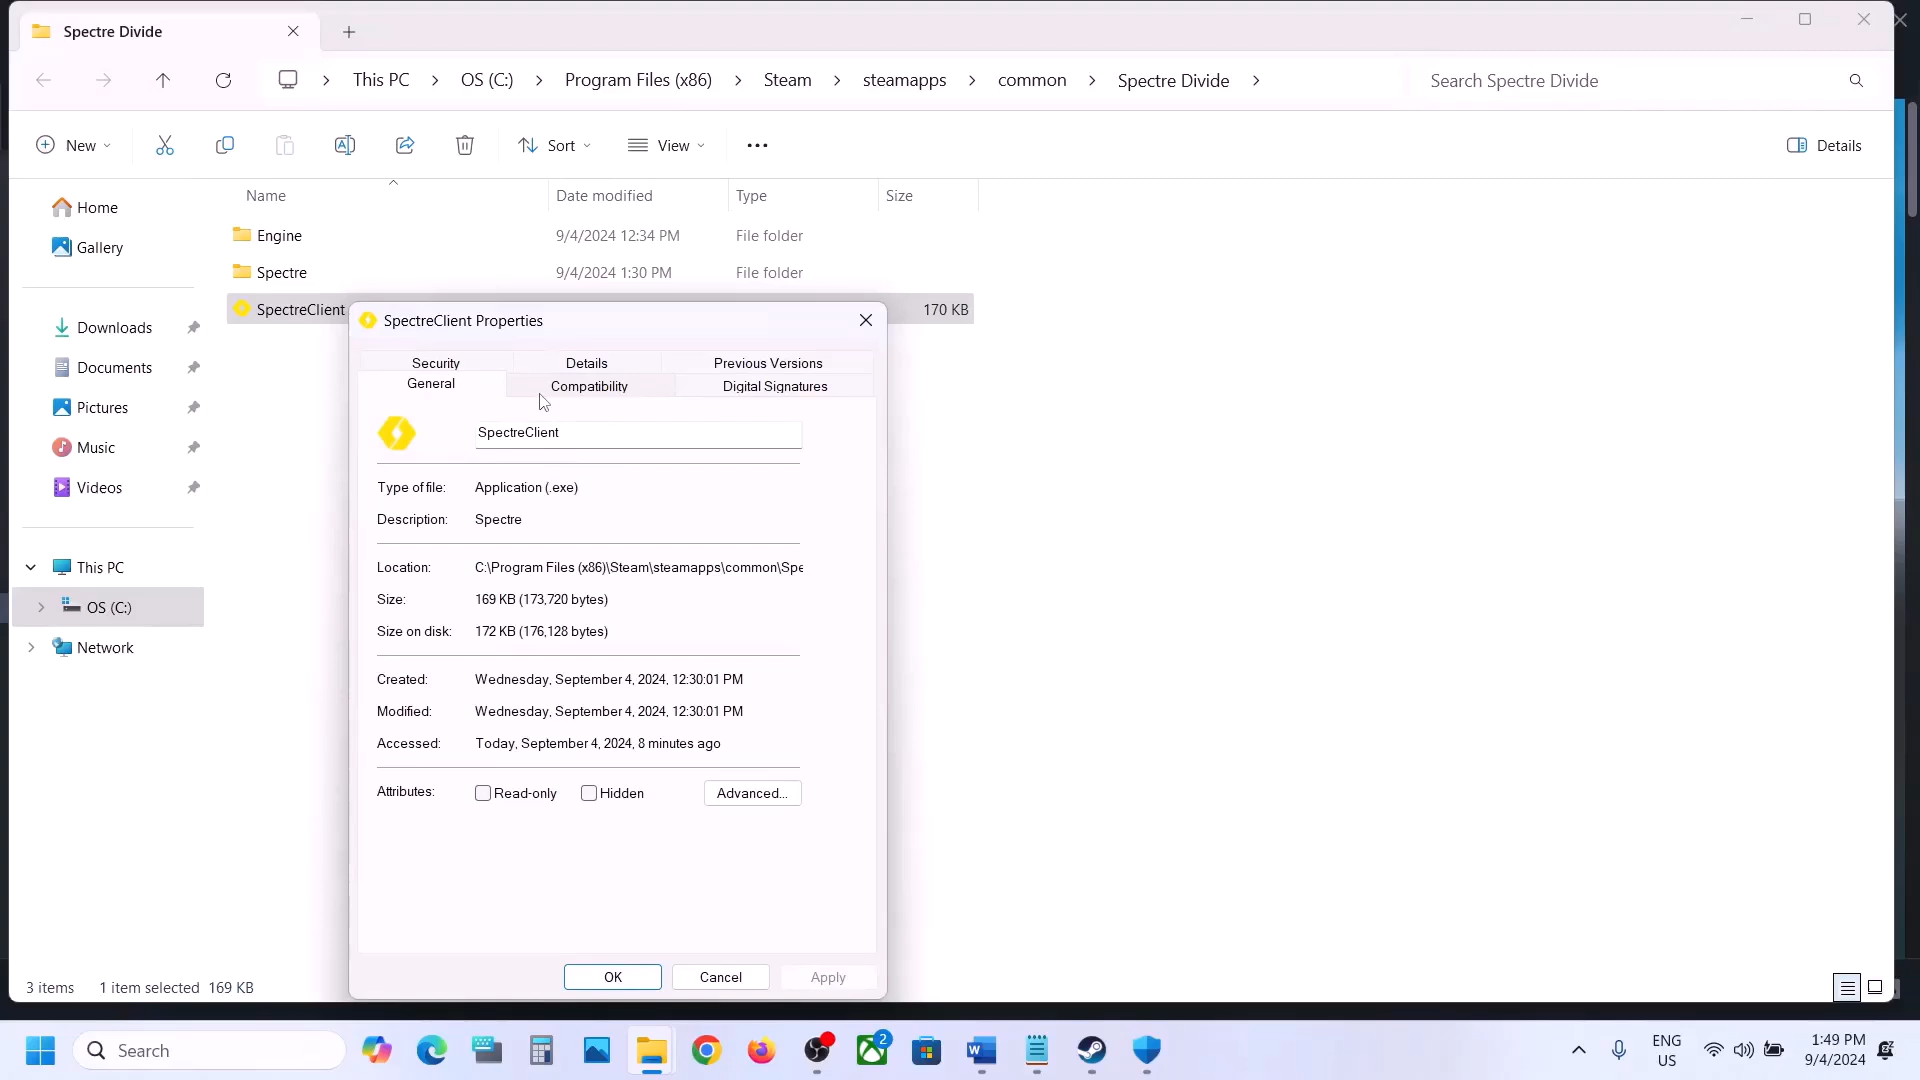 Spectre Divide
This PC
OS (C:)
Program Files (x86)
Steam
steamapps
common
Spectre Divide
Search Spectre Divide
New
Sort
View
Details
Home
Gallery
Downloads
Documents
Pictures
Music
Videos
This PC
OS (C:)
Network
Name
Date modified
Type
Size
Engine
9/4/2024 12:34 PM
File folder
Spectre
9/4/2024 1:30 PM
File folder
SpectreClient
170 KB
SpectreClient Properties
Security
Details
Previous Versions
General
Compatibility
Digital Signatures
SpectreClient
Type of file:
Application (.exe)
Description:
Spectre
Location:
C:\Program Files (x86)\Steam\steamapps\common\Spe
Size:
169 KB (173,720 bytes)
Size on disk:
172 KB (176,128 bytes)
Created:
Wednesday, September 4, 2024, 12:30:01 PM
Modified:
Wednesday, September 4, 2024, 12:30:01 PM
Accessed:
Today, September 4, 2024, 8 minutes ago
Attributes:
Read-only
Hidden
Advanced...
OK
Cancel
Apply
3 items
1 item selected
169 KB
Search
2
ENG
US
1:49 PM
9/4/2024